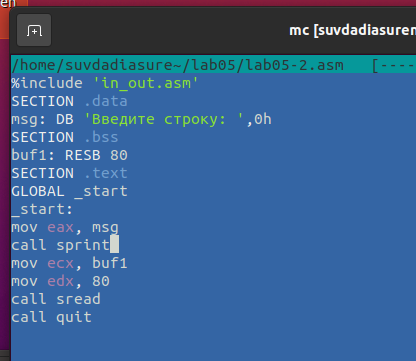 en
mc [suvdadiasuren
/home/suvdadiasure~/lab05/lab05-2.asm [----
%include 'in_out.asm'
SECTION .data
msg: DB 'Введите строку: ',0h
SECTION .bss
buf1: RESB 80
SECTION .text
GLOBAL _start
_start:
mov eax, msg
call sprint
mov ecx, buf1
mov edx, 80
call sread
call quit